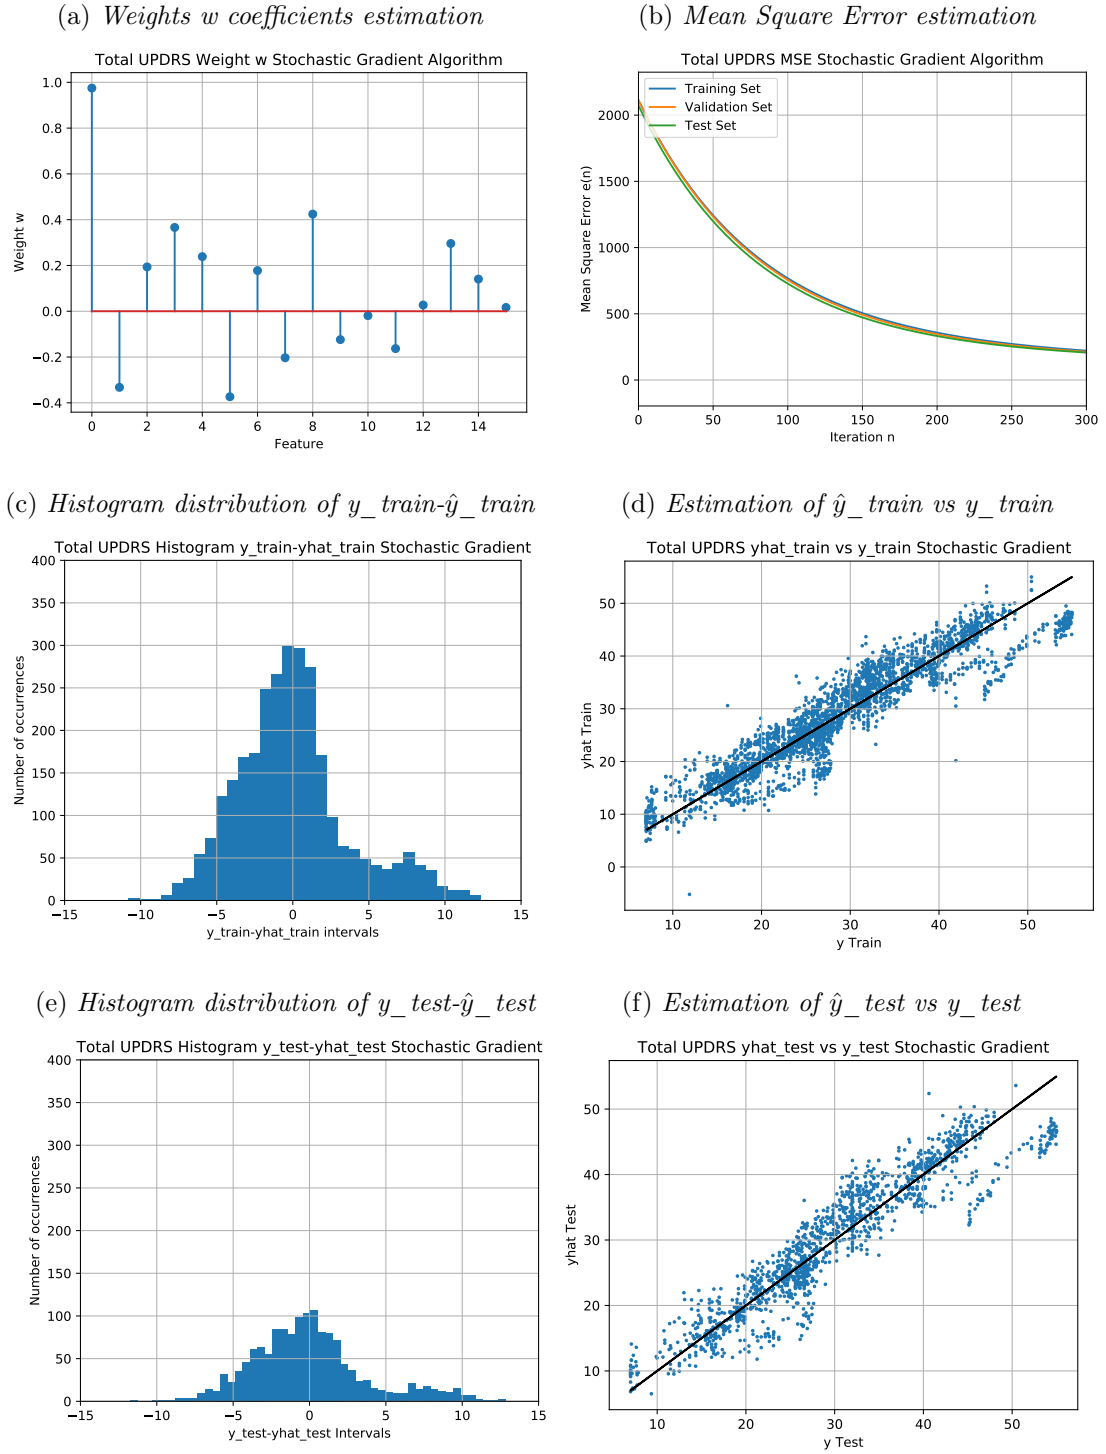 (a) Weights w coefficients estimation
Total UPDRS Weight w Stochastic Gradient Algorithm
1.0
0.8
0.6
0.4
0.2
0.0
−0.2
−0.4
Weight w
0 2 4 6 8 10 12 14
Feature
(b) Mean Square Error estimation
Total UPDRS MSE Stochastic Gradient Algorithm
Training Set
Validation Set
Test Set
2000
1500
1000
500
0
Mean Square Error e(n)
0 50 100 150 200 250 300
Iteration n
(c) Histogram distribution of y_train-ŷ_train
Total UPDRS Histogram y_train-yhat_train Stochastic Gradient
400
350
300
250
200
150
100
50
0
Number of occurrences
−15 −10 −5 0 5 10 15
y_train-yhat_train intervals
(d) Estimation of ŷ_train vs y_train
Total UPDRS yhat_train vs y_train Stochastic Gradient
50
40
30
20
10
0
yhat Train
10 20 30 40 50
y Train
(e) Histogram distribution of y_test-ŷ_test
Total UPDRS Histogram y_test-yhat_test Stochastic Gradient
400
350
300
250
200
150
100
50
0
Number of occurrences
−15 −10 −5 0 5 10 15
y_test-yhat_test Intervals
(f) Estimation of ŷ_test vs y_test
Total UPDRS yhat_test vs y_test Stochastic Gradient
50
40
30
20
10
yhat Test
10 20 30 40 50
y Test